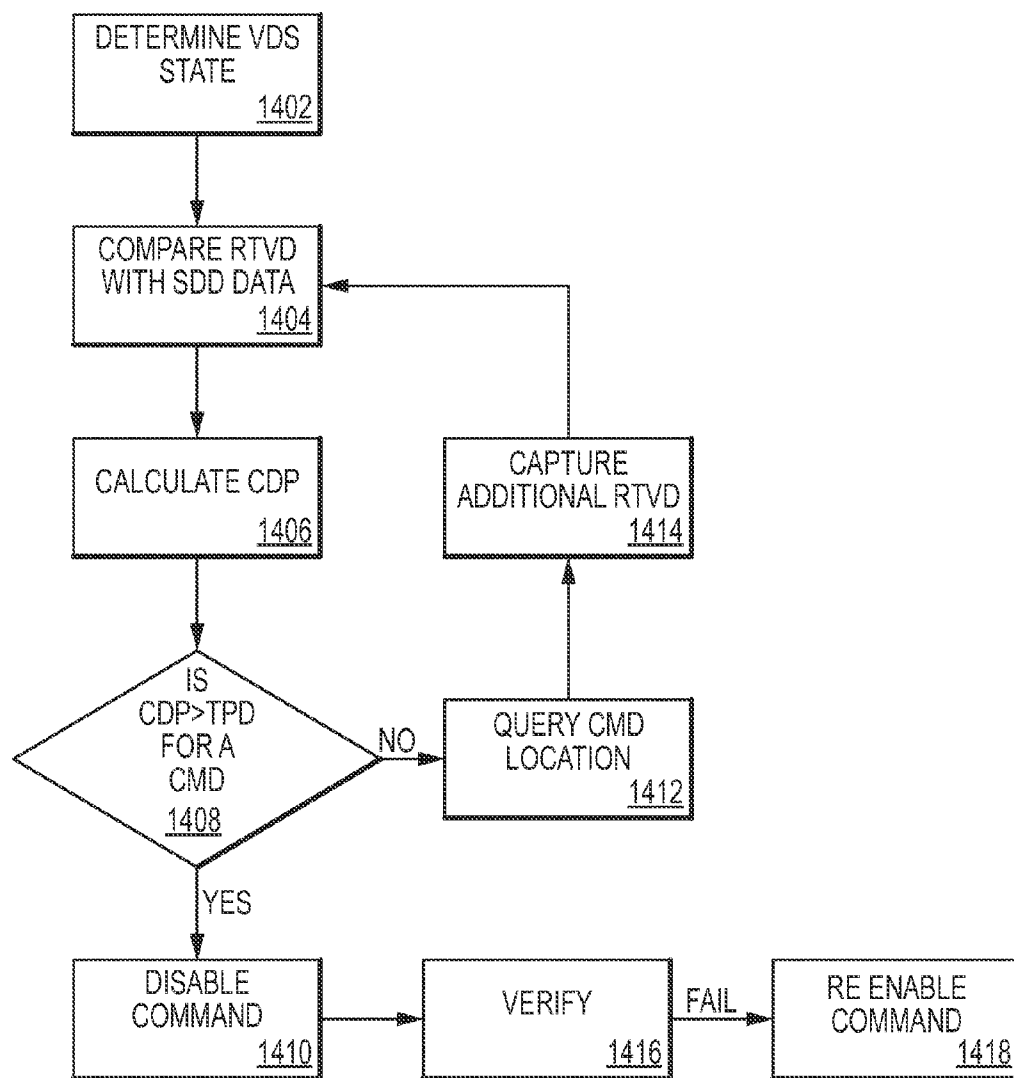 DETERMINE VDS
STATE
1402
COMPARE RTVD
WITH SDD DATA
1404
CALCULATE CDP
1406
CAPTURE
ADDITIONAL RTVD
1414
IS
CDP>TPD
FOR A
CMD
1408
NO
QUERY CMD
LOCATION
1412
YES
DISABLE
COMMAND
1410
VERIFY
1416
FAIL
RE ENABLE
COMMAND
1418